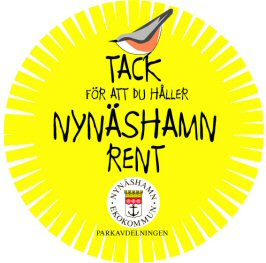 TACK
FÖR ATT DU HÅLLER
NYNÄSHAMN
RENT
NYNÄSHAMN
EKOKOMMUN
PARKAVDELNINGEN